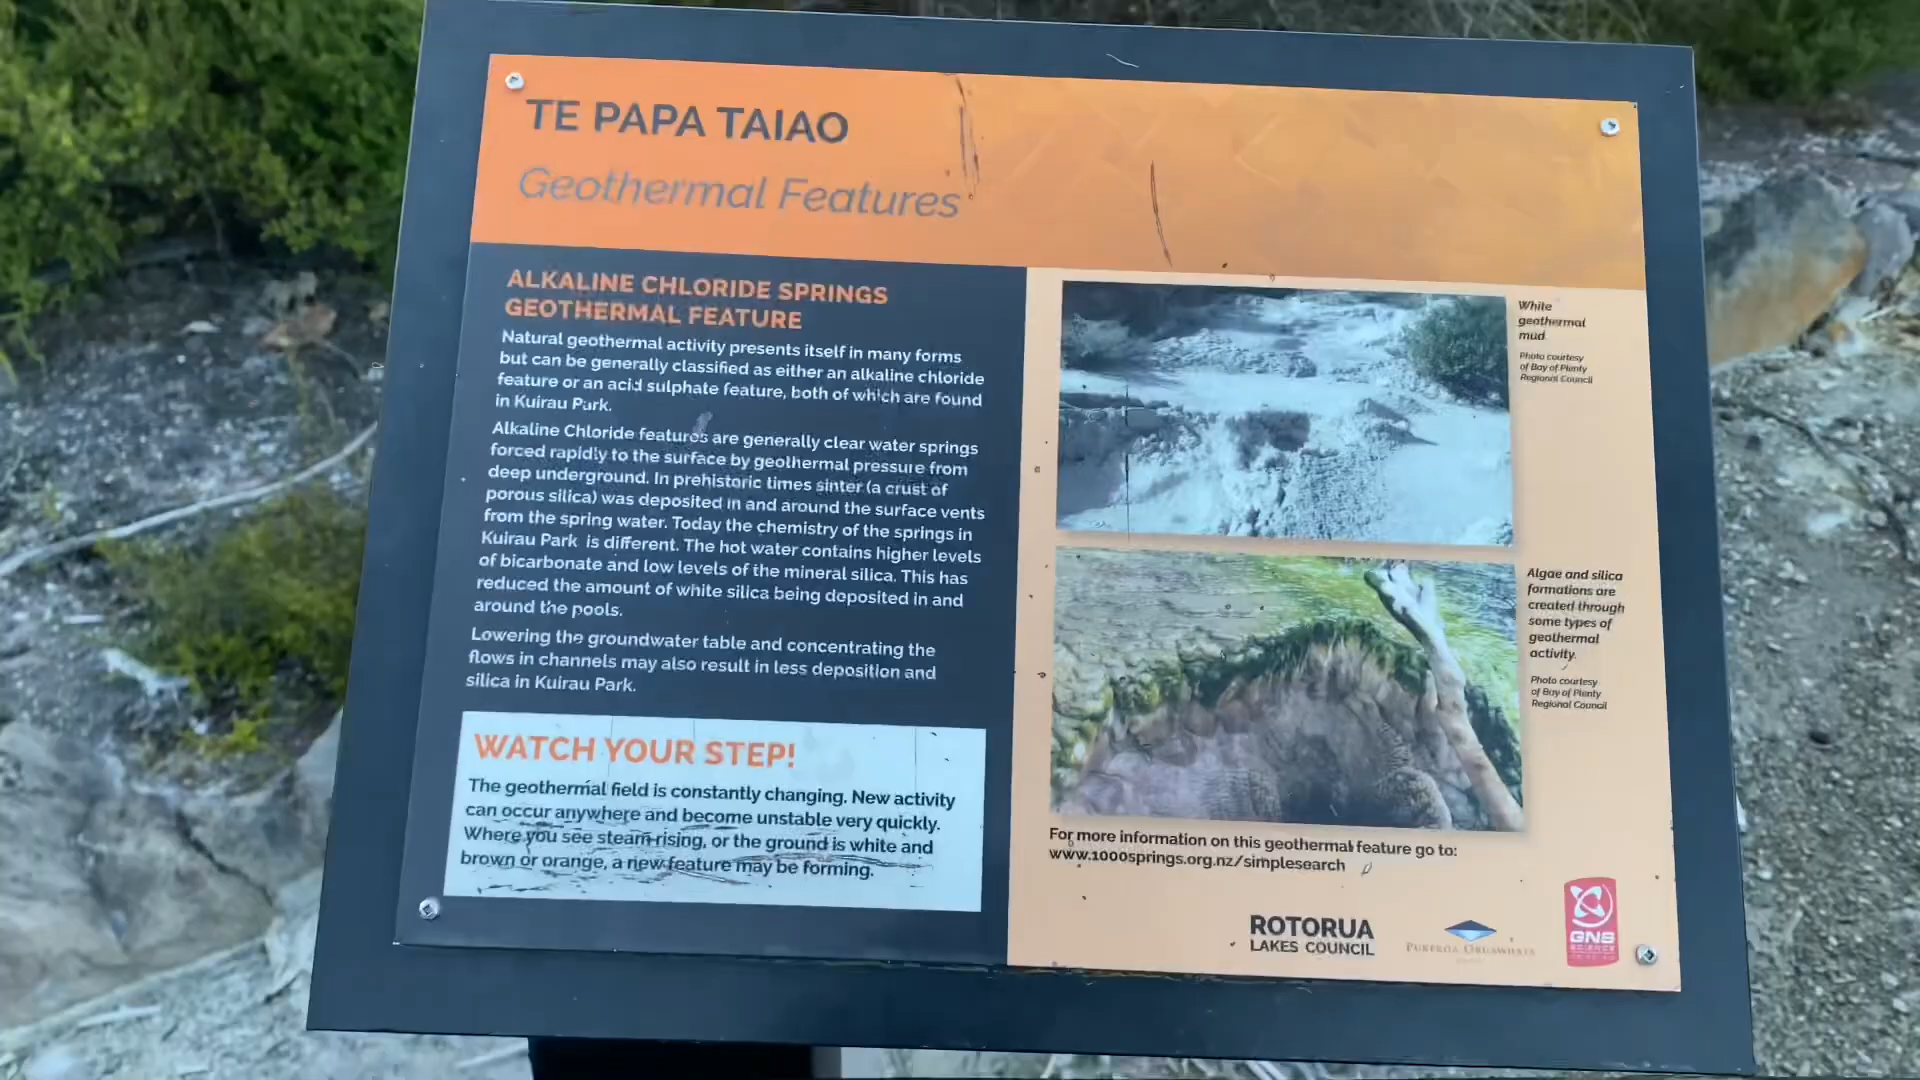 TE PAPA TAIAO
Geothermal Features
ALKALINE CHLORIDE SPRINGS
GEOTHERMAL FEATURE
Natural geothermal activity presents itself in many forms
but can be generally classified as either an alkaline chloride
feature or an acid sulphate feature, both of which are found
in Kuirau Park.
Alkaline Chloride features are generally clear water springs
forced rapidly to the surface by geothermal pressure from
deep underground. In prehistoric times sinter (a crust of
porous silica) was deposited in and around the surface vents
from the spring water. Today the chemistry of the springs in
Kuirau Park is different. The hot water contains higher levels
of bicarbonate and low levels of the mineral silica. This has
reduced the amount of white silica being deposited in and
around the pools.
Lowering the groundwater table and concentrating the
flows in channels may also result in less deposition and
silica in Kuirau Park.
WATCH YOUR STEP!
The geothermal field is constantly changing. New activity
can occur anywhere and become unstable very quickly.
Where you see steam rising, or the ground is white and
brown or orange, a new feature may be forming.
White
geothermal
mud.
Photo courtesy
of Bay of Plenty
Regional Council
Algae and silica
formations are
created through
some types of
geothermal
activity.
Photo courtesy
of Bay of Plenty
Regional Council
For more information on this geothermal feature go to:
www.1000springs.org.nz/simplesearch
ROTORUA
LAKES COUNCIL
PUKEROA ORUAWHATA
GNS
SCIENCE